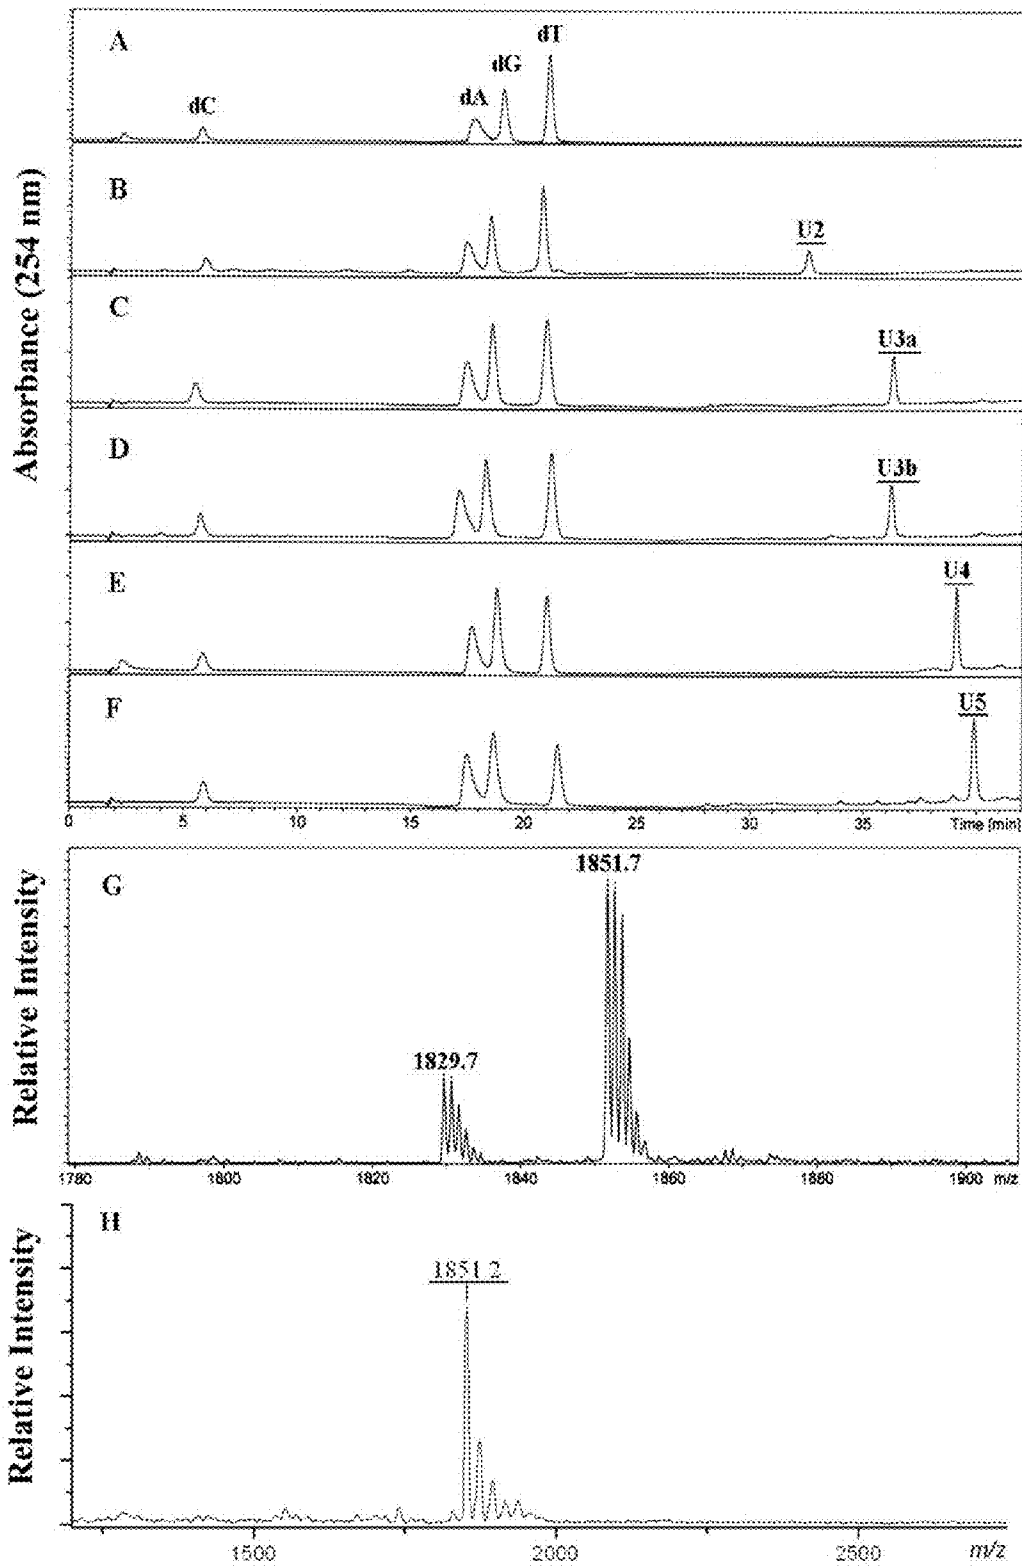 A
dC
dA
dG
dT
B
U2
C
U3a
D
U3b
E
U4
F
U5
Absorbance (254 nm)
0 5 10 15 20 25 30 35 Time [min]
G
1829.7
1851.7
Relative Intensity
1780 1800 1820 1840 1860 1880 1900 m/z
H
1851.2
Relative Intensity
1500 2000 2500 m/z